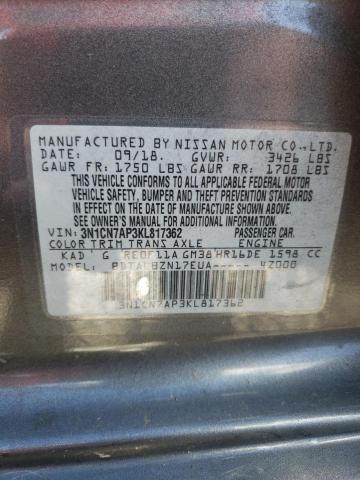 MANUFACTURED BY NISSAN MOTOR CO.,LTD.
DATE: 09/18. GVWR: 3426 LBS
GAWR FR: 1750 LBS GAWR RR: 1708 LBS
THIS VEHICLE CONFORMS TO ALL APPLICABLE FEDERAL MOTOR
VEHICLE SAFETY, BUMPER AND THEFT PREVENTION
STANDARDS IN EFFECT ON THE DATE OF
MANUFACTURE SHOWN ABOVE.
VIN: 3N1CN7AP3KL817362 PASSENGER CAR.
COLOR TRIM TRANS AXLE ENGINE
KAD G RE0F11A GM38 HR16DE 1598 CC
BDTALBZN17EUA----- 4Z000
3N1CN7AP3KL817362
SEE OWNER'S MANUAL
FOR MORE INFORMATION